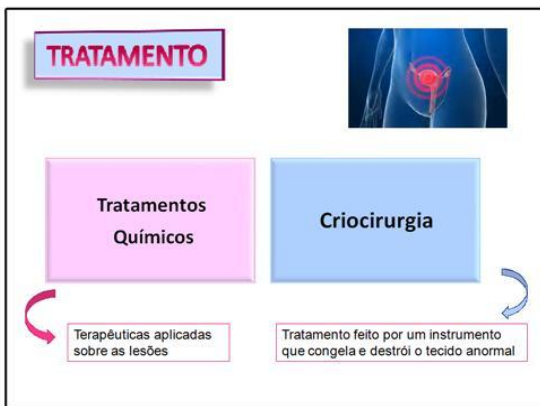 TRATAMENTO
Tratamentos
Químicos
Criocirurgia
Terapêuticas aplicadas
sobre as lesões
Tratamento feito por um instrumento
que congela e destrói o tecido anormal